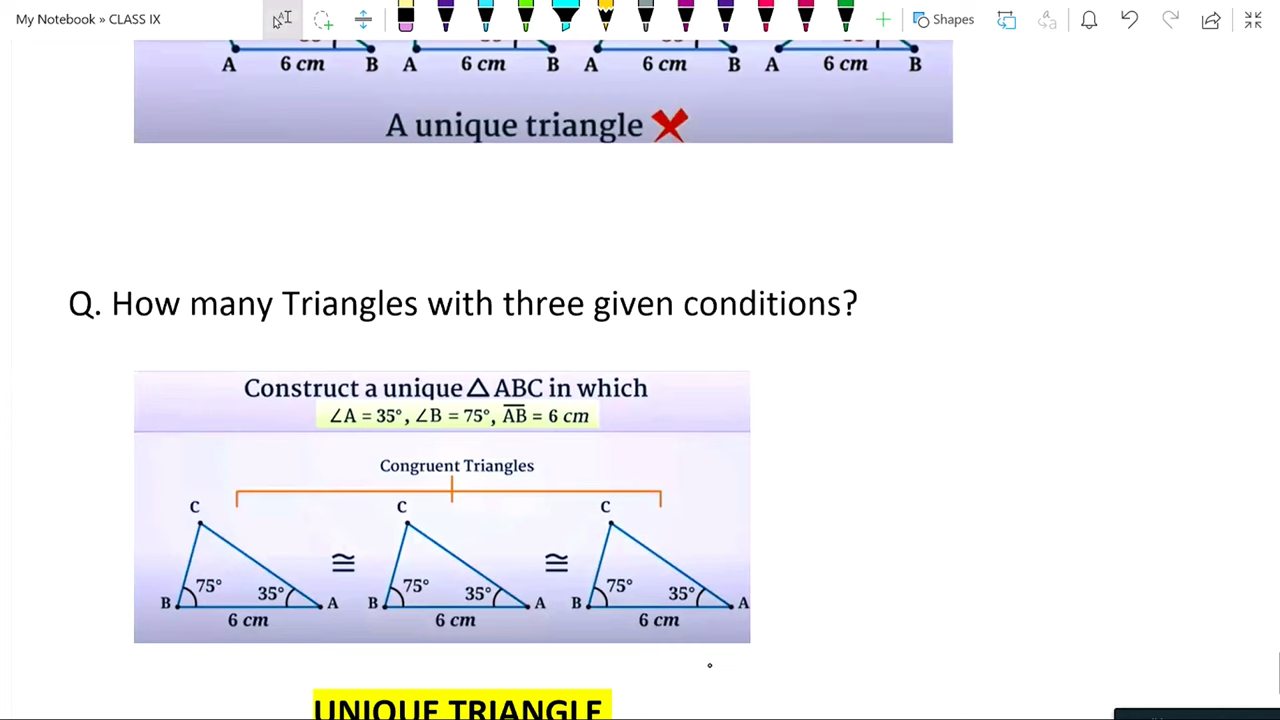 My Notebook » CLASS IX
Shapes
A 6 cm B A 6 cm B A 6 cm B A 6 cm B
A unique triangle
Q. How many Triangles with three given conditions?
Construct a unique △ ABC in which
∠A = 35°, ∠B = 75°, A̅B̅ = 6 cm
Congruent Triangles
C C C
≅ ≅
75° 35° 75° 35° 75° 35°
B A B A B A
6 cm 6 cm 6 cm
UNIQUE TRIANGLE